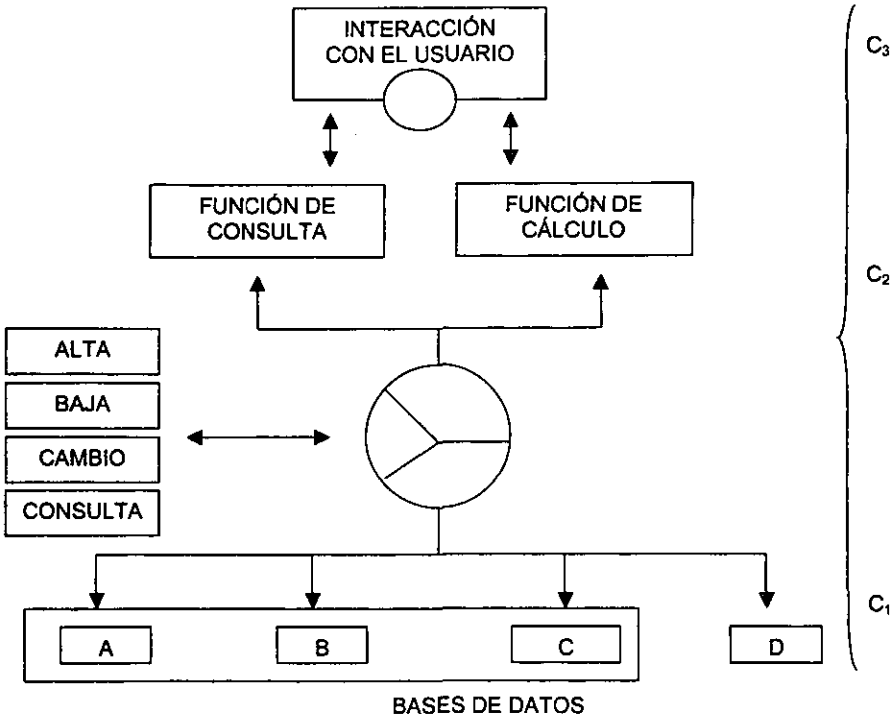 INTERACCIÓN
CON EL USUARIO
C₃
FUNCIÓN DE
CONSULTA
FUNCIÓN DE
CÁLCULO
C₂
ALTA
BAJA
CAMBIO
CONSULTA
C₁
A
B
C
D
BASES DE DATOS